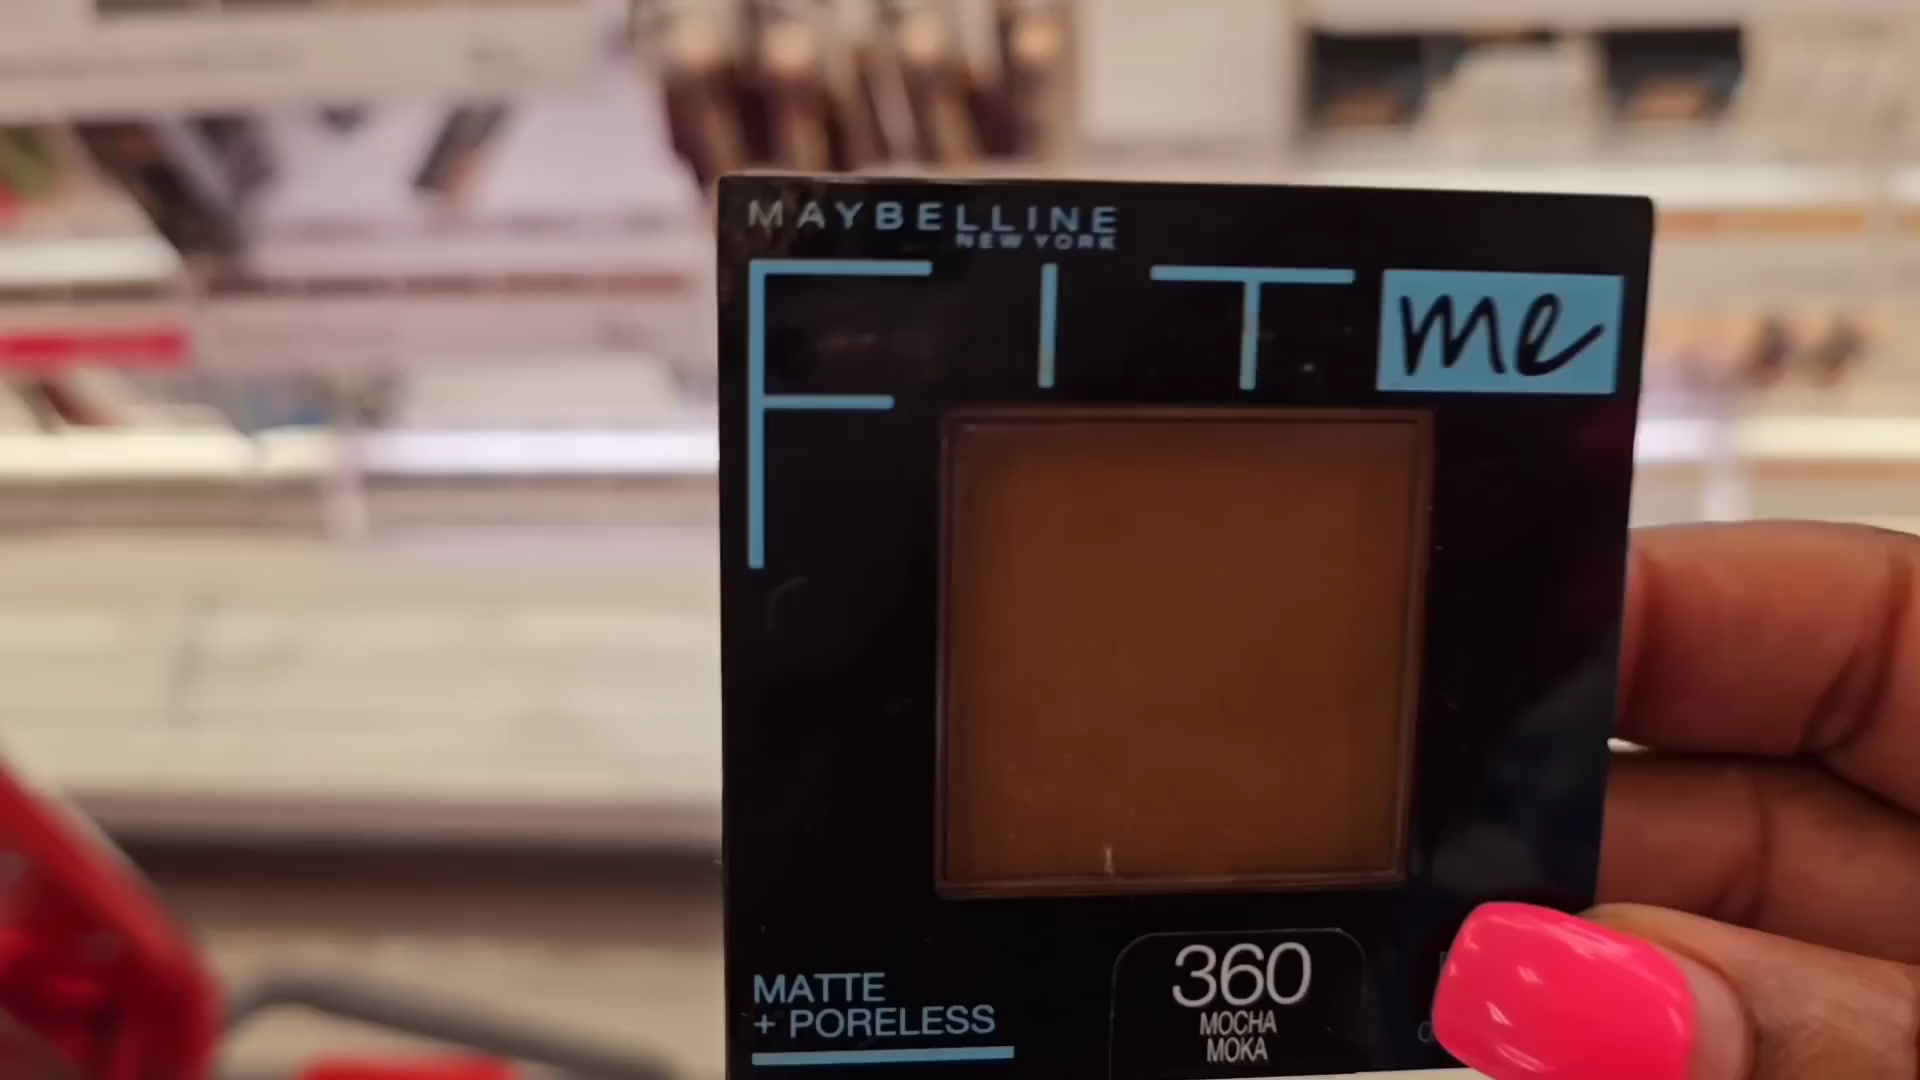 MAYBELLINE
NEW YORK
FIT me
MATTE
+ PORELESS
360
MOCHA
MOKA